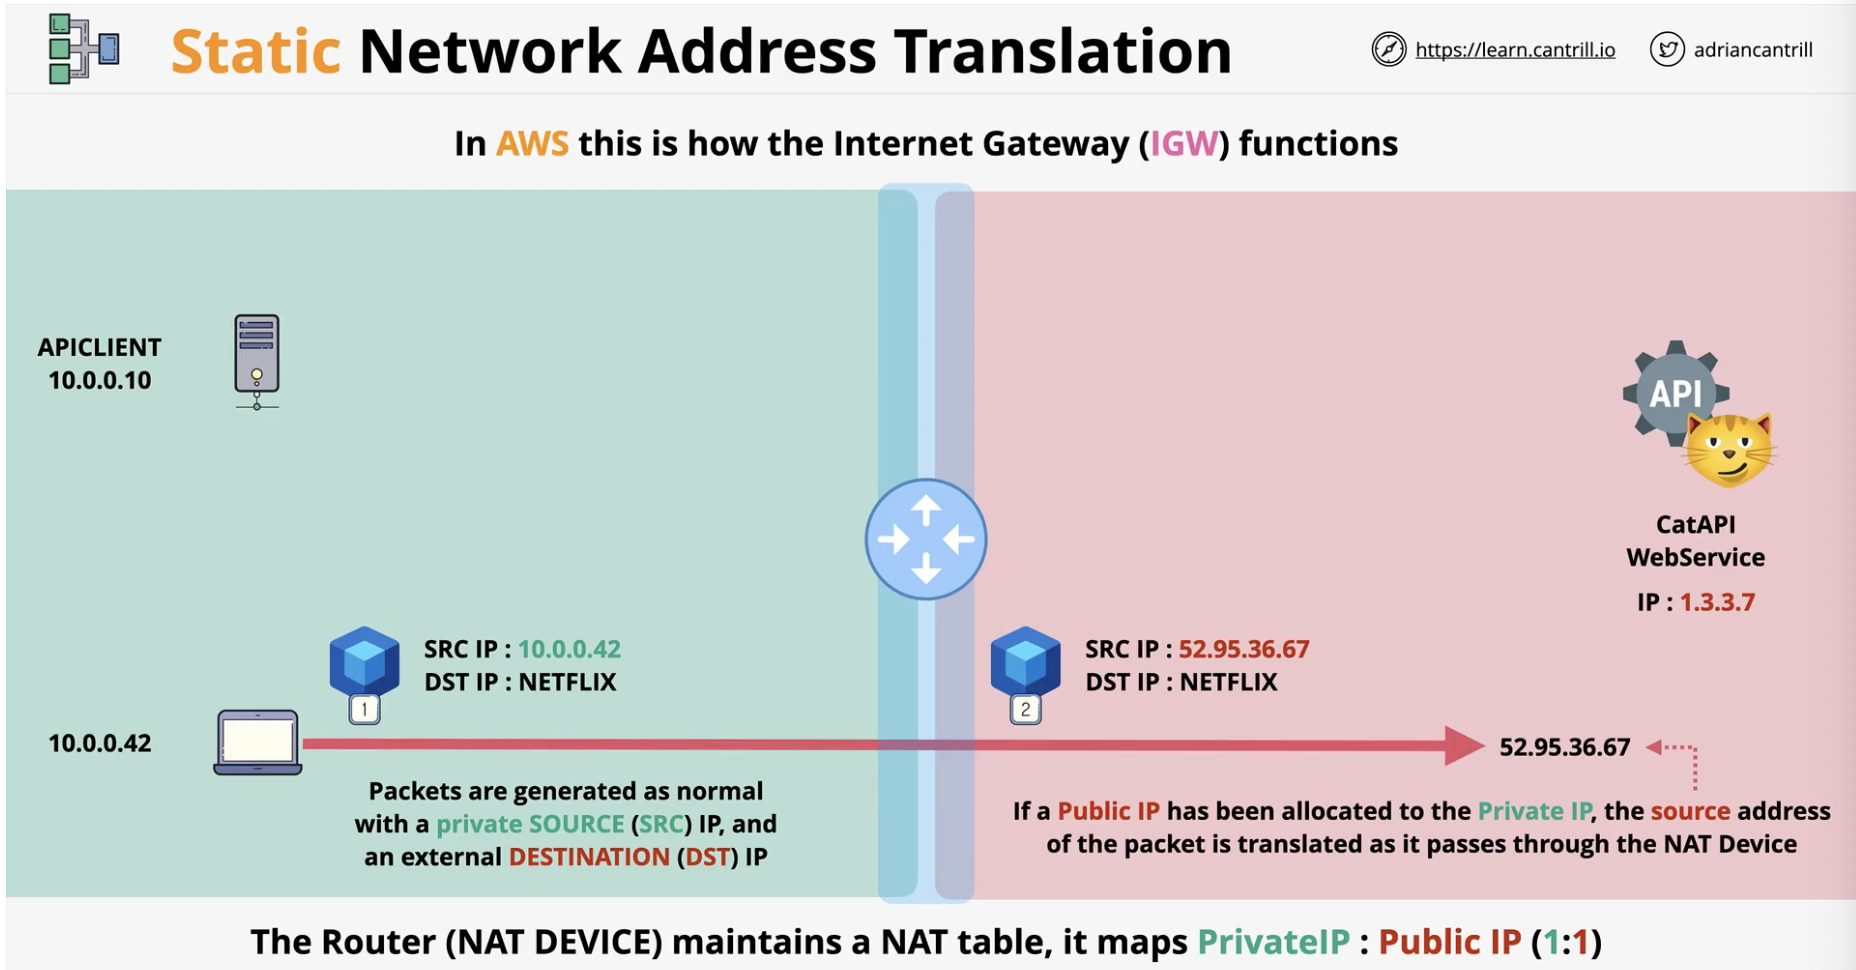 Static Network Address Translation
https://learn.cantrill.io
adriancantrill
In AWS this is how the Internet Gateway (IGW) functions
APICLIENT
10.0.0.10
API
CatAPI
WebService
IP : 1.3.3.7
SRC IP : 10.0.0.42
DST IP : NETFLIX
1
SRC IP : 52.95.36.67
DST IP : NETFLIX
2
10.0.0.42
52.95.36.67
Packets are generated as normal
with a private SOURCE (SRC) IP, and
an external DESTINATION (DST) IP
If a Public IP has been allocated to the Private IP, the source address
of the packet is translated as it passes through the NAT Device
The Router (NAT DEVICE) maintains a NAT table, it maps PrivateIP : Public IP (1:1)